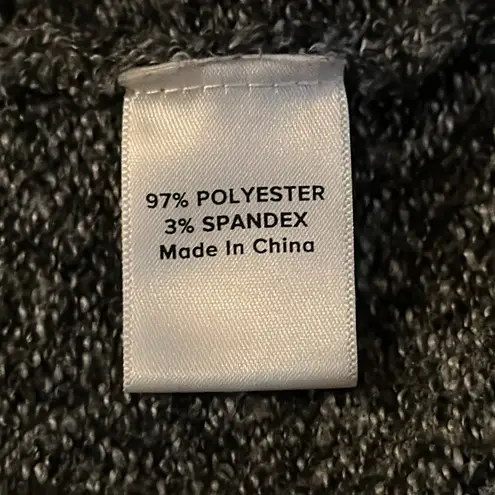 97% POLYESTER
3% SPANDEX
Made In China